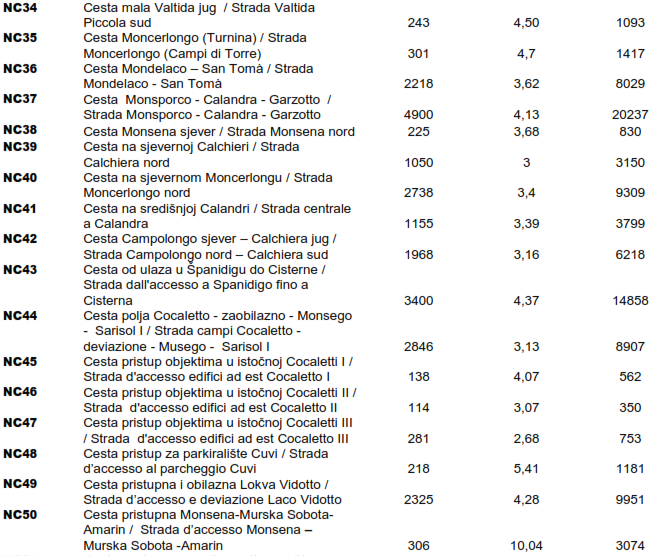 NC34 Cesta mala Valtida jug / Strada Valtida
Piccola sud 243 4,50 1093
NC35 Cesta Moncerlongo (Turnina) / Strada
Moncerlongo (Campi di Torre) 301 4,7 1417
NC36 Cesta Mondelaco – San Tomà / Strada
Mondelaco - San Tomà 2218 3,62 8029
NC37 Cesta Monsporco - Calandra - Garzotto /
Strada Monsporco - Calandra - Garzotto 4900 4,13 20237
NC38 Cesta Monsena sjever / Strada Monsena nord 225 3,68 830
NC39 Cesta na sjevernoj Calchieri / Strada
Calchiera nord 1050 3 3150
NC40 Cesta na sjevernom Moncerlongu / Strada
Moncerlongo nord 2738 3,4 9309
NC41 Cesta na središnjoj Calandri / Strada centrale
a Calandra 1155 3,39 3799
NC42 Cesta Campolongo sjever – Calchiera jug /
Strada Campolongo nord – Calchiera sud 1968 3,16 6218
NC43 Cesta od ulaza u Španidigu do Cisterne /
Strada dall'accesso a Spanidigo fino a
Cisterna 3400 4,37 14858
NC44 Cesta polja Cocaletto - zaobilazno - Monsego
- Sarisol I / Strada campi Cocaletto -
deviazione - Musego - Sarisol I 2846 3,13 8907
NC45 Cesta pristup objektima u istočnoj Cocaletti I /
Strada d'accesso edifici ad est Cocaletto I 138 4,07 562
NC46 Cesta pristup objektima u istočnoj Cocaletti II /
Strada d'accesso edifici ad est Cocaletto II 114 3,07 350
NC47 Cesta pristup objektima u istočnoj Cocaletti III
/ Strada d'accesso edifici ad est Cocaletto III 281 2,68 753
NC48 Cesta pristup za parkiralište Cuvi / Strada
d'accesso al parcheggio Cuvi 218 5,41 1181
NC49 Cesta pristupna i obilazna Lokva Vidotto /
Strada d'accesso e deviazione Laco Vidotto 2325 4,28 9951
NC50 Cesta pristupna Monsena-Murska Sobota-
Amarin / Strada d'accesso Monsena –
Murska Sobota -Amarin 306 10,04 3074